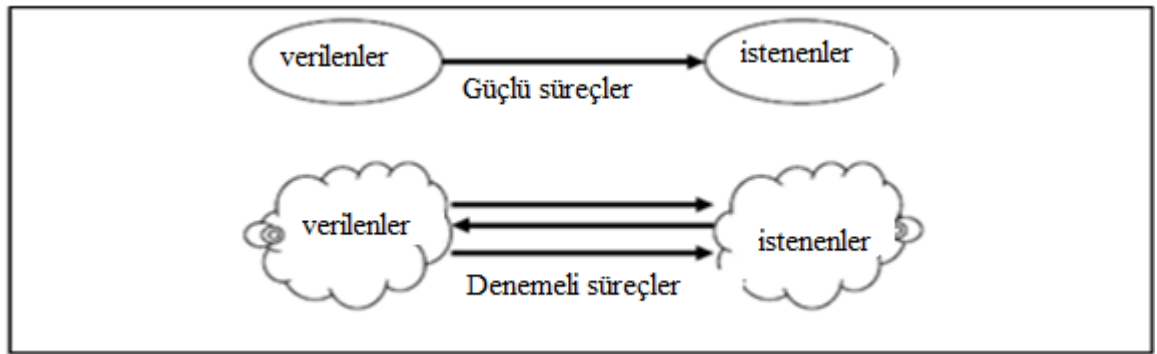 verilenler
istenenler
Güçlü süreçler
verilenler
istenenler
Denemeli süreçler